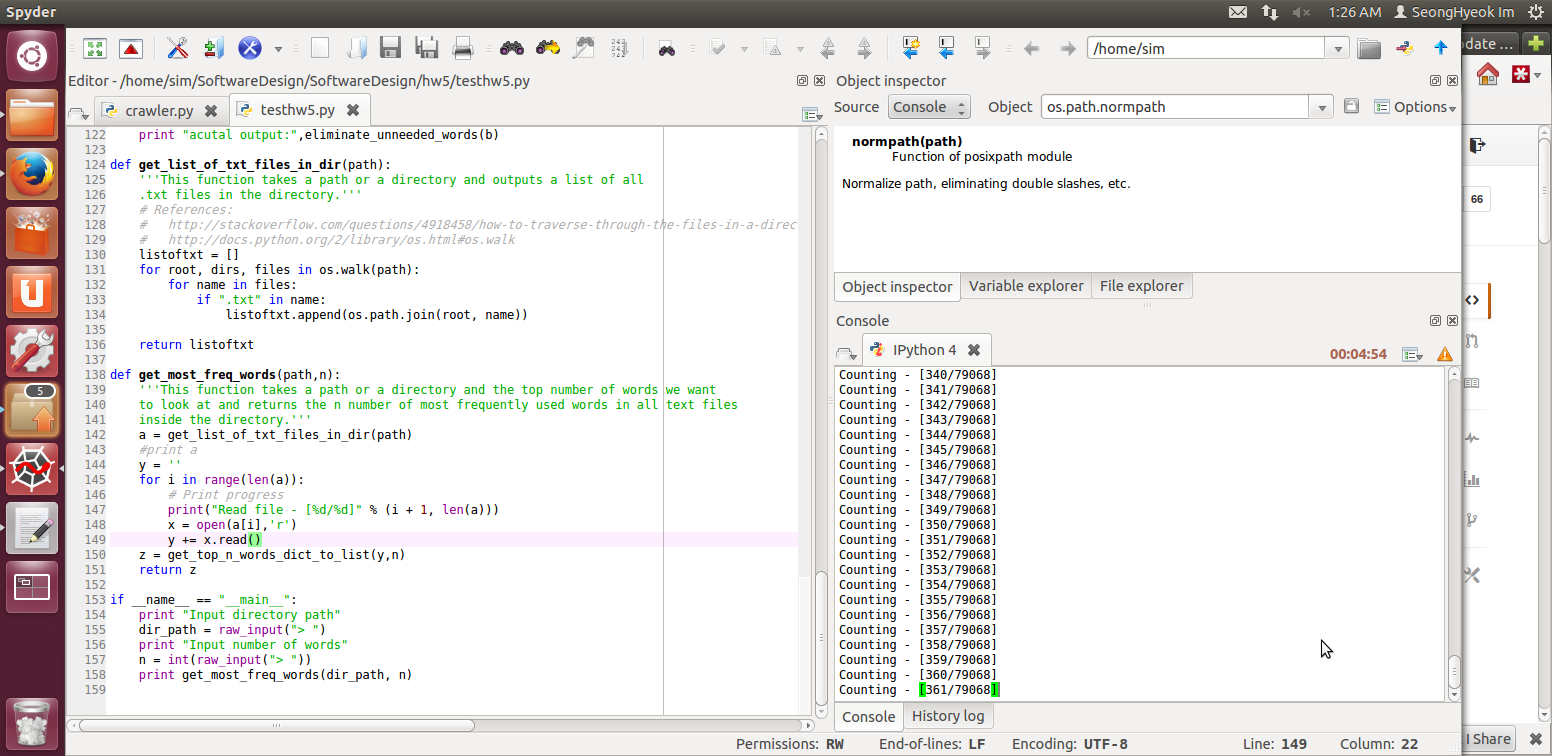 Spyder
1:26 AM
SeongHyeok Im
/home/sim
date ...
Editor - /home/sim/SoftwareDesign/SoftwareDesign/hw5/testhw5.py
crawler.py
testhw5.py
122 print "acutal output:",eliminate_unneeded_words(b)
123
124 def get_list_of_txt_files_in_dir(path):
125 '''This function takes a path or a directory and outputs a list of all
126 .txt files in the directory.'''
127 # References:
128 # http://stackoverflow.com/questions/4918458/how-to-traverse-through-the-files-in-a-direc
129 # http://docs.python.org/2/library/os.html#os.walk
130 listoftxt = []
131 for root, dirs, files in os.walk(path):
132 for name in files:
133 if ".txt" in name:
134 listoftxt.append(os.path.join(root, name))
135
136 return listoftxt
137
138 def get_most_freq_words(path,n):
139 '''This function takes a path or a directory and the top number of words we want
140 to look at and returns the n number of most frequently used words in all text files
141 inside the directory.'''
142 a = get_list_of_txt_files_in_dir(path)
143 #print a
144 y = ''
145 for i in range(len(a)):
146 # Print progress
147 print("Read file - [%d/%d]" % (i + 1, len(a)))
148 x = open(a[i],'r')
149 y += x.read()
150 z = get_top_n_words_dict_to_list(y,n)
151 return z
152
153 if __name__ == "__main__":
154 print "Input directory path"
155 dir_path = raw_input("> ")
156 print "Input number of words"
157 n = int(raw_input("> "))
158 print get_most_freq_words(dir_path, n)
159
Object inspector
Source
Console
Object
os.path.normpath
Options
normpath(path)
Function of posixpath module
Normalize path, eliminating double slashes, etc.
Object inspector
Variable explorer
File explorer
Console
IPython 4
00:04:54
Counting - [340/79068]
Counting - [341/79068]
Counting - [342/79068]
Counting - [343/79068]
Counting - [344/79068]
Counting - [345/79068]
Counting - [346/79068]
Counting - [347/79068]
Counting - [348/79068]
Counting - [349/79068]
Counting - [350/79068]
Counting - [351/79068]
Counting - [352/79068]
Counting - [353/79068]
Counting - [354/79068]
Counting - [355/79068]
Counting - [356/79068]
Counting - [357/79068]
Counting - [358/79068]
Counting - [359/79068]
Counting - [360/79068]
Counting - [361/79068]
Console
History log
Permissions: RW
End-of-lines: LF
Encoding: UTF-8
Line: 149
Column: 22
66
I Share
5